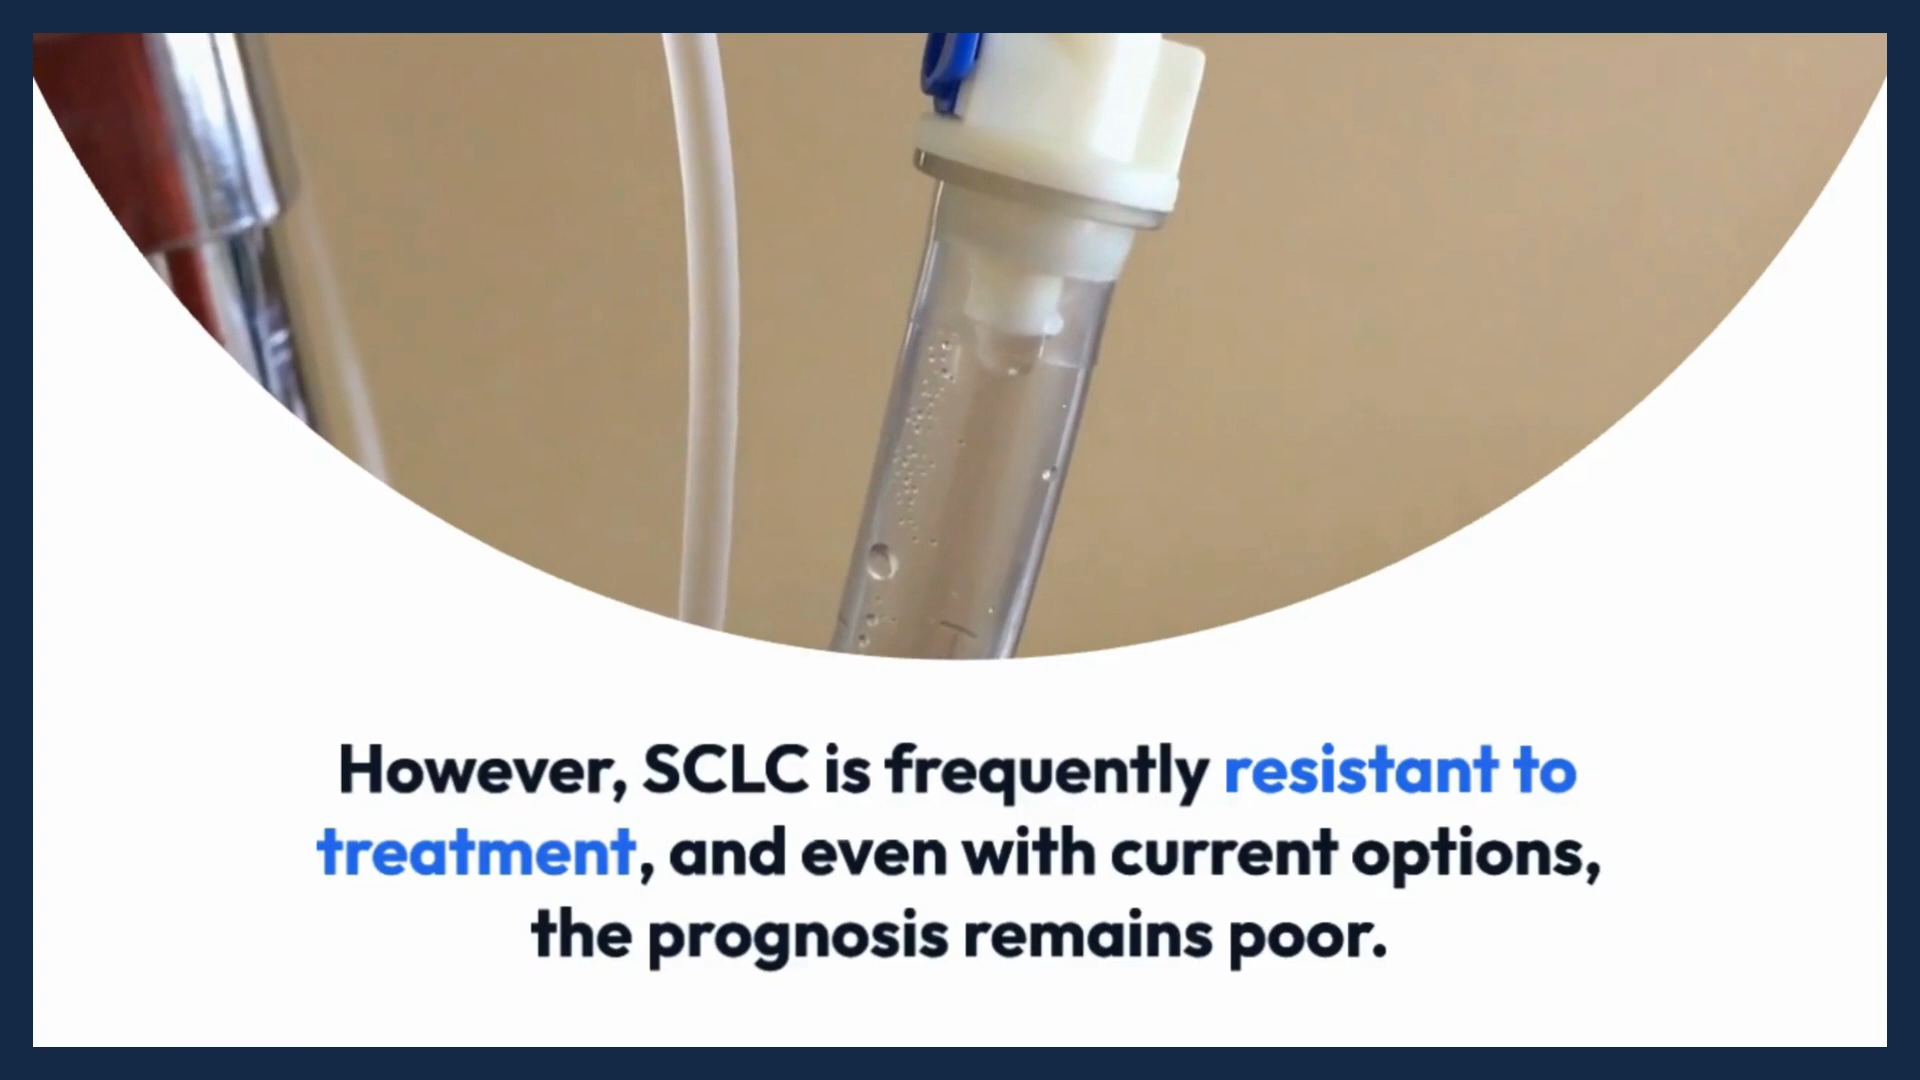 However, SCLC is frequently resistant to
treatment, and even with current options,
the prognosis remains poor.